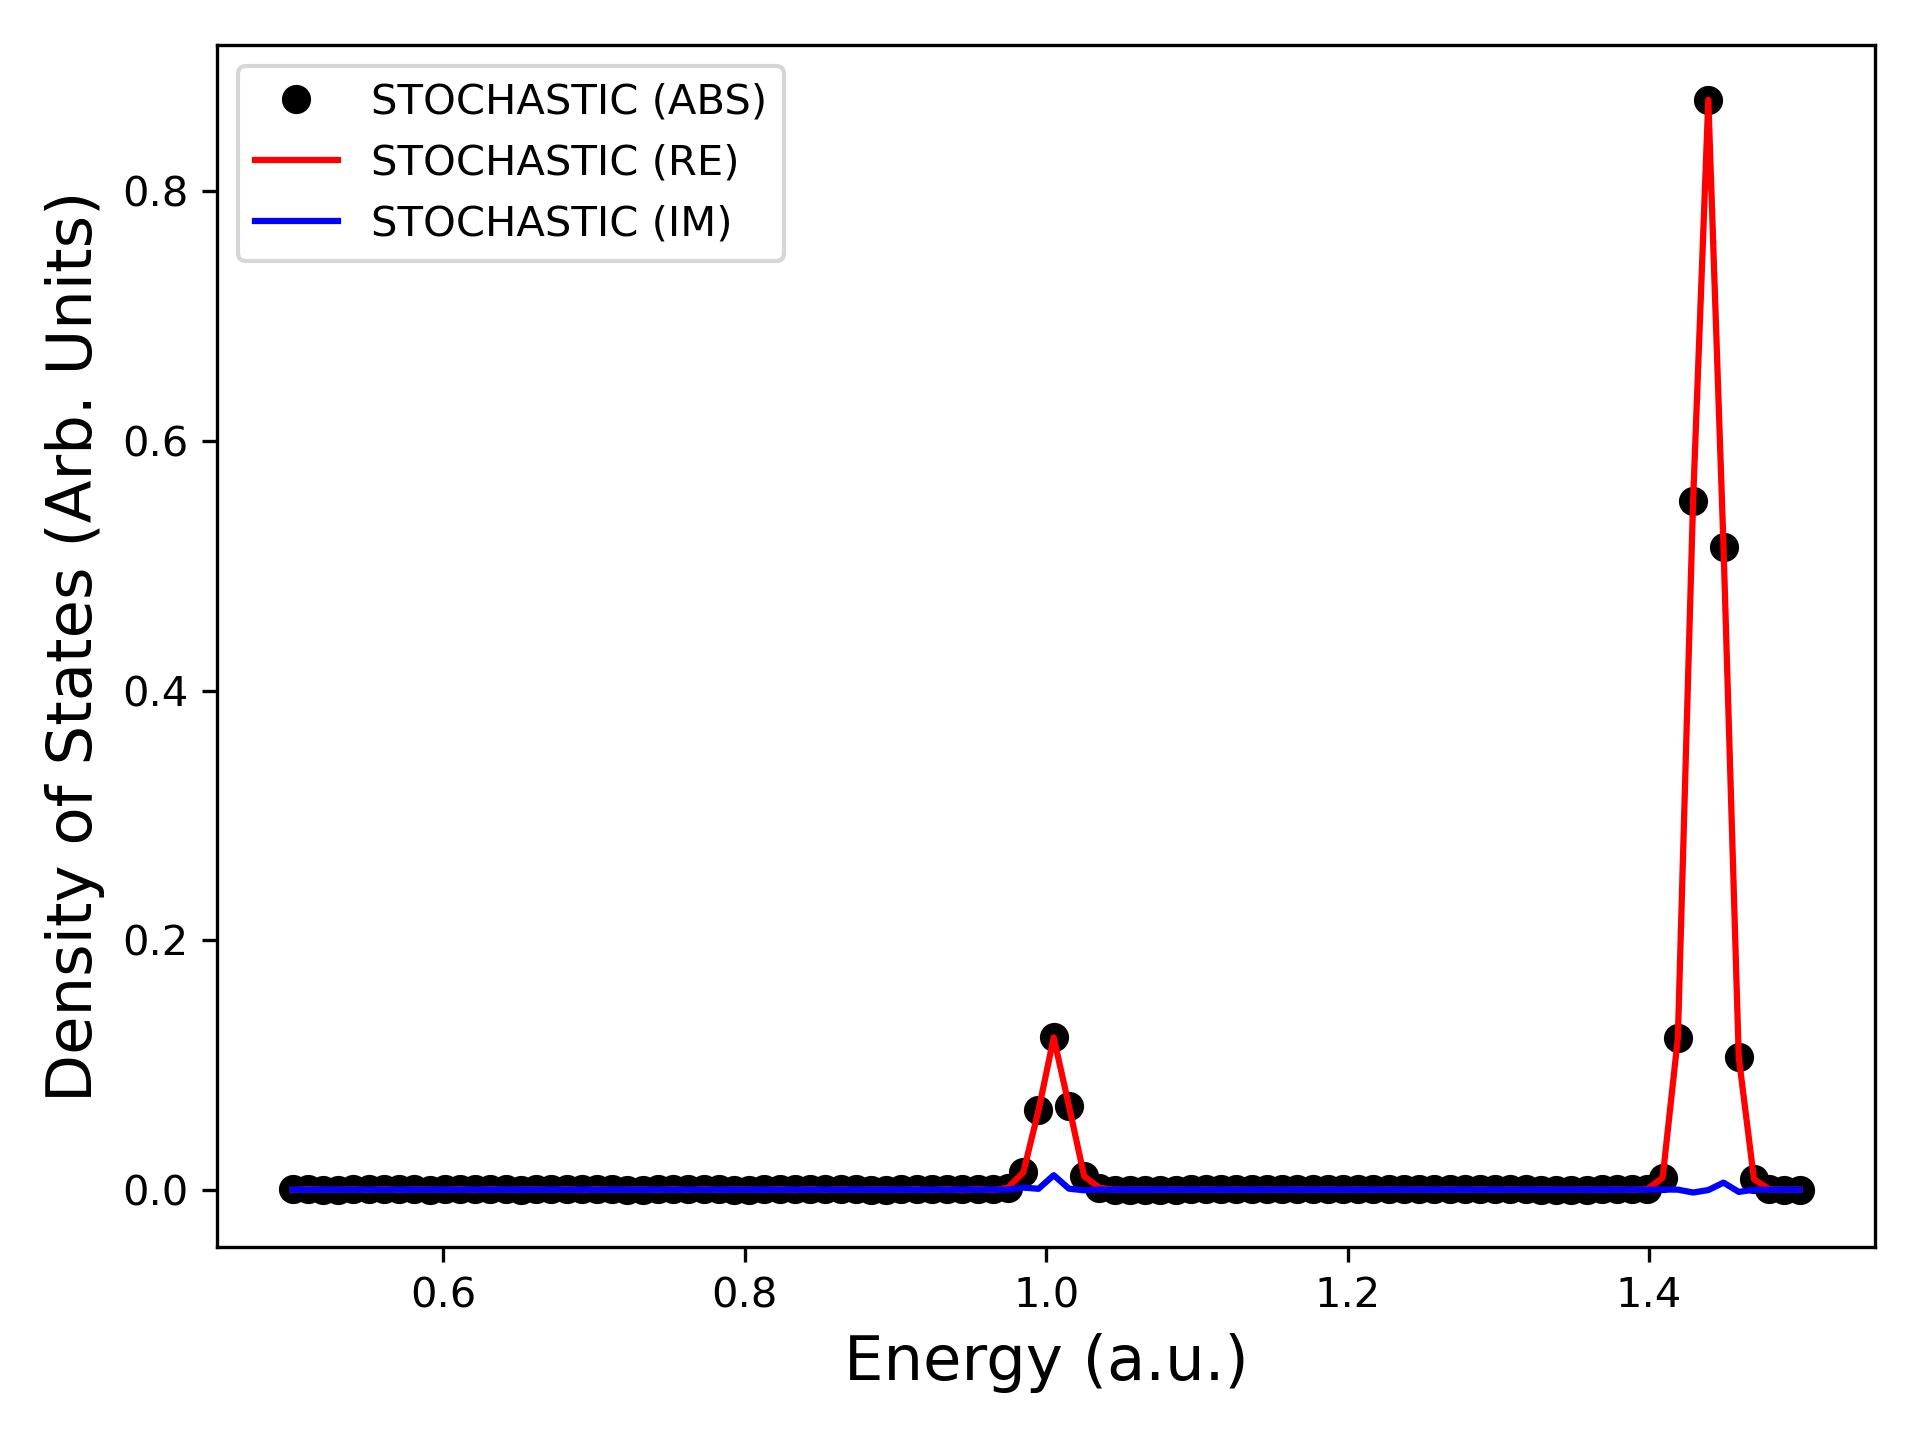 STOCHASTIC (ABS)
STOCHASTIC (RE)
STOCHASTIC (IM)
Density of States (Arb. Units)
0.8
0.6
0.4
0.2
0.0
0.6 0.8 1.0 1.2 1.4
Energy (a.u.)